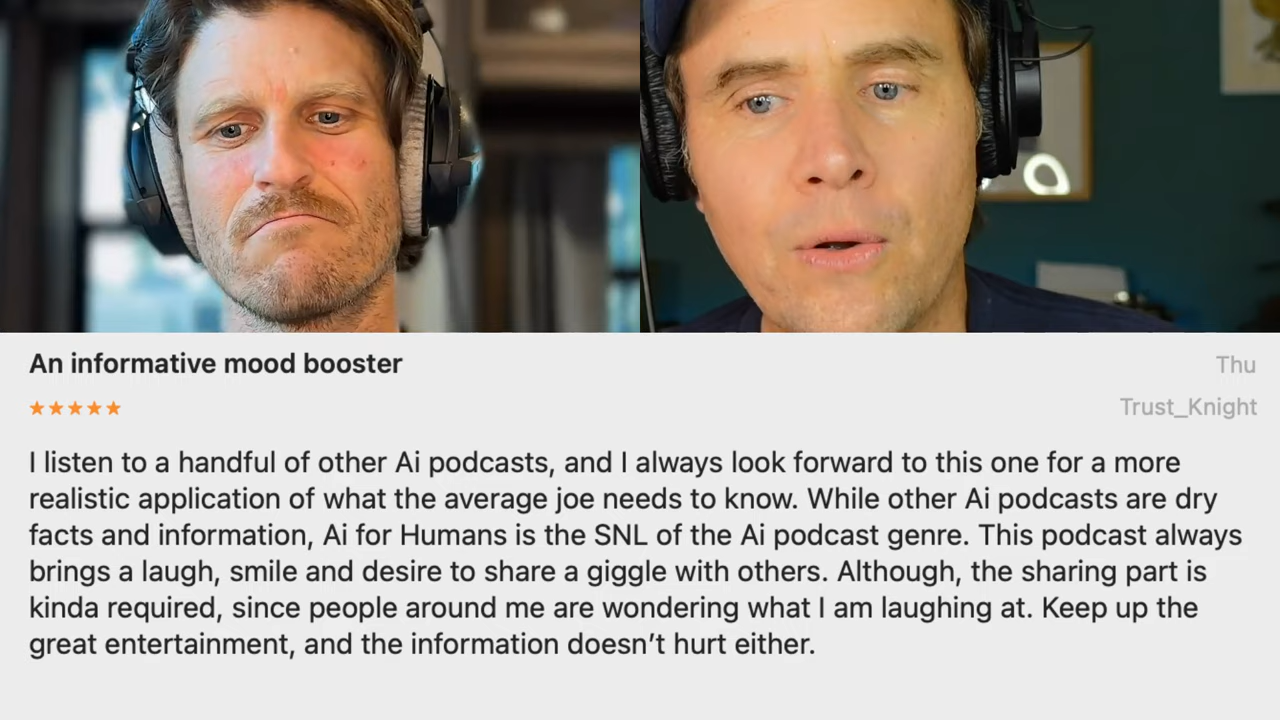 An informative mood booster
Thu
★★★★★
Trust_Knight
I listen to a handful of other Ai podcasts, and I always look forward to this one for a more
realistic application of what the average joe needs to know. While other Ai podcasts are dry
facts and information, Ai for Humans is the SNL of the Ai podcast genre. This podcast always
brings a laugh, smile and desire to share a giggle with others. Although, the sharing part is
kinda required, since people around me are wondering what I am laughing at. Keep up the
great entertainment, and the information doesn’t hurt either.